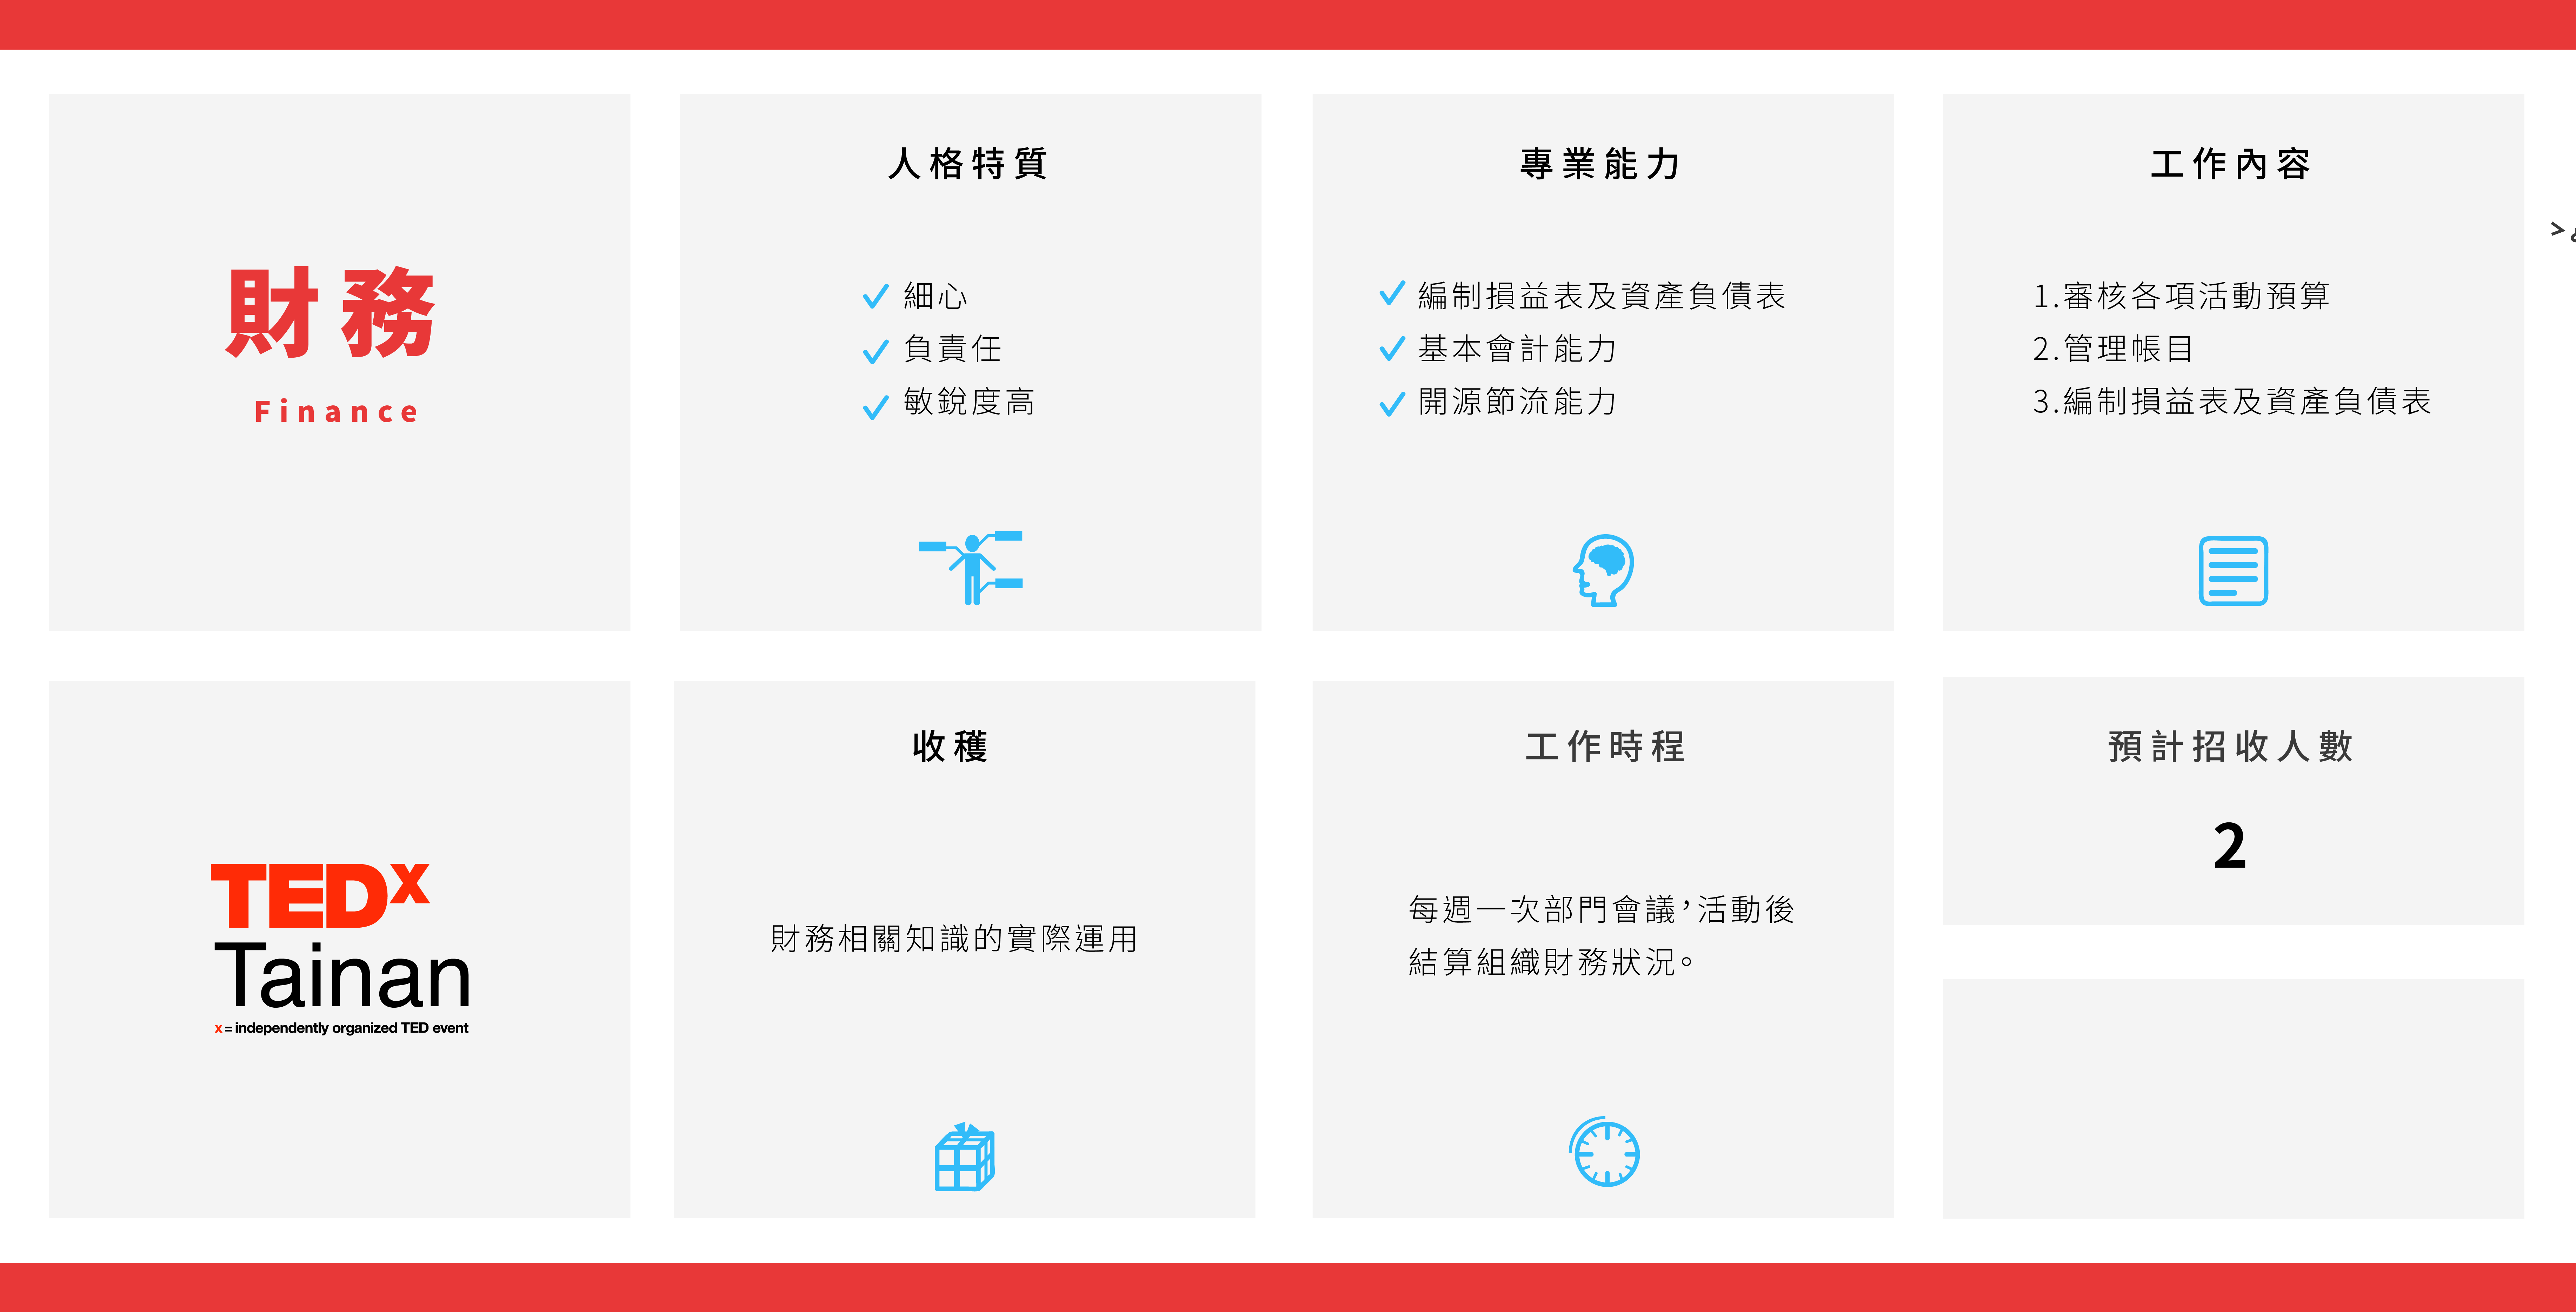 財務
Finance
人格特質
細心
負責任
敏銳度高
專業能力
編制損益表及資產負債表
基本會計能力
開源節流能力
工作內容
1.審核各項活動預算
2.管理帳目
3.編制損益表及資產負債表
>
TEDx
Tainan
x = independently organized TED event
收穫
財務相關知識的實際運用
工作時程
每週一次部門會議，活動後
結算組織財務狀況。
預計招收人數
2